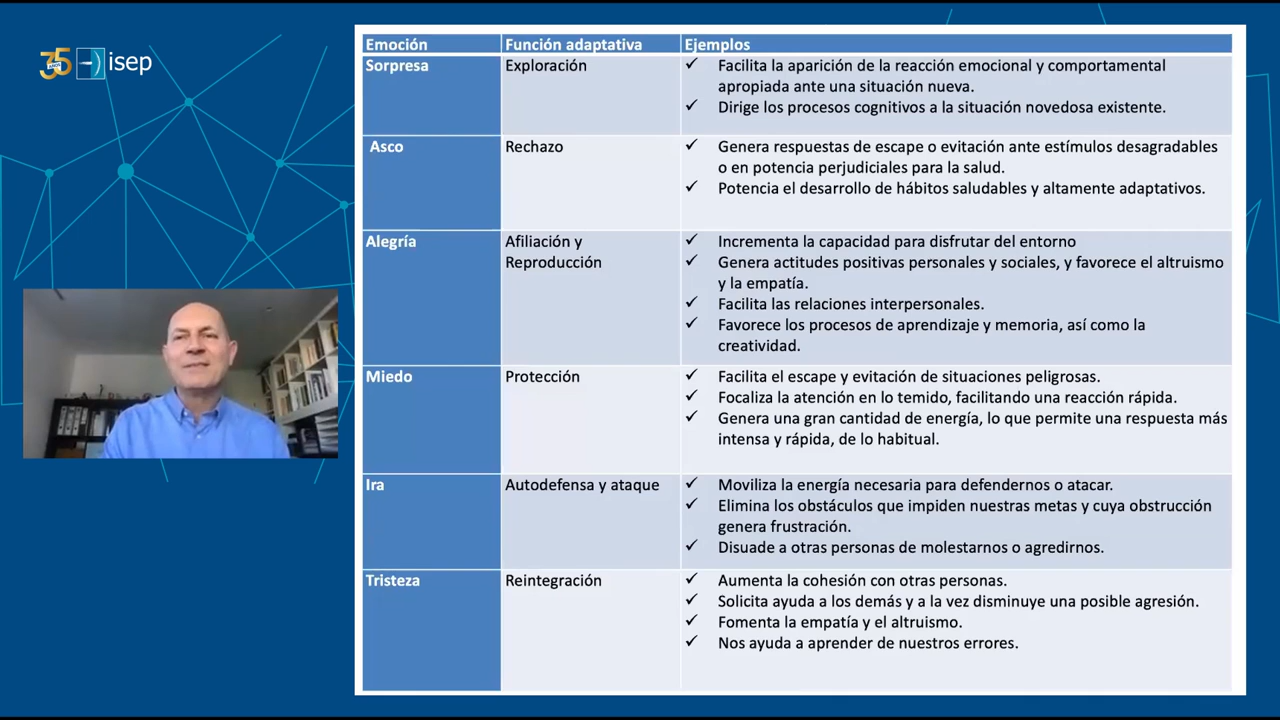 35
isep
Emoción Función adaptativa Ejemplos
Sorpresa Exploración ✓ Facilita la aparición de la reacción emocional y comportamental
apropiada ante una situación nueva.
✓ Dirige los procesos cognitivos a la situación novedosa existente.
Asco Rechazo ✓ Genera respuestas de escape o evitación ante estímulos desagradables
o en potencia perjudiciales para la salud.
✓ Potencia el desarrollo de hábitos saludables y altamente adaptativos.
Alegría Afiliación y ✓ Incrementa la capacidad para disfrutar del entorno
Reproducción ✓ Genera actitudes positivas personales y sociales, y favorece el altruismo
y la empatía.
✓ Facilita las relaciones interpersonales.
✓ Favorece los procesos de aprendizaje y memoria, así como la
creatividad.
Miedo Protección ✓ Facilita el escape y evitación de situaciones peligrosas.
✓ Focaliza la atención en lo temido, facilitando una reacción rápida.
✓ Genera una gran cantidad de energía, lo que permite una respuesta más
intensa y rápida, de lo habitual.
Ira Autodefensa y ataque ✓ Moviliza la energía necesaria para defendernos o atacar.
✓ Elimina los obstáculos que impiden nuestras metas y cuya obstrucción
genera frustración.
✓ Disuade a otras personas de molestarnos o agredirnos.
Tristeza Reintegración ✓ Aumenta la cohesión con otras personas.
✓ Solicita ayuda a los demás y a la vez disminuye una posible agresión.
✓ Fomenta la empatía y el altruismo.
✓ Nos ayuda a aprender de nuestros errores.